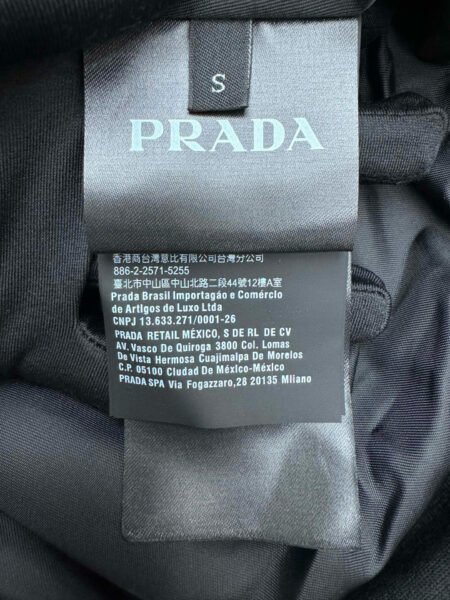 S
PRADA
香港商台灣意比有限公司台灣分公司
886-2-2571-5255
臺北市中山區中山北路二段44號12樓A室
Prada Brasil Importagão e Comércio
de Artlgos de Luxo Ltda
CNPJ 13.633.271/0001-26
PRADA RETAIL MÉXICO, S DE RL DE CV
AV. Vasco De Quiroga 3800 Col. Lomas
De Vista Hermosa Cuajimalpa De Morelos
C.P. 05100 Cludad De México-México
PRADA SPA Via Fogazzaro,28 20135 Mllano